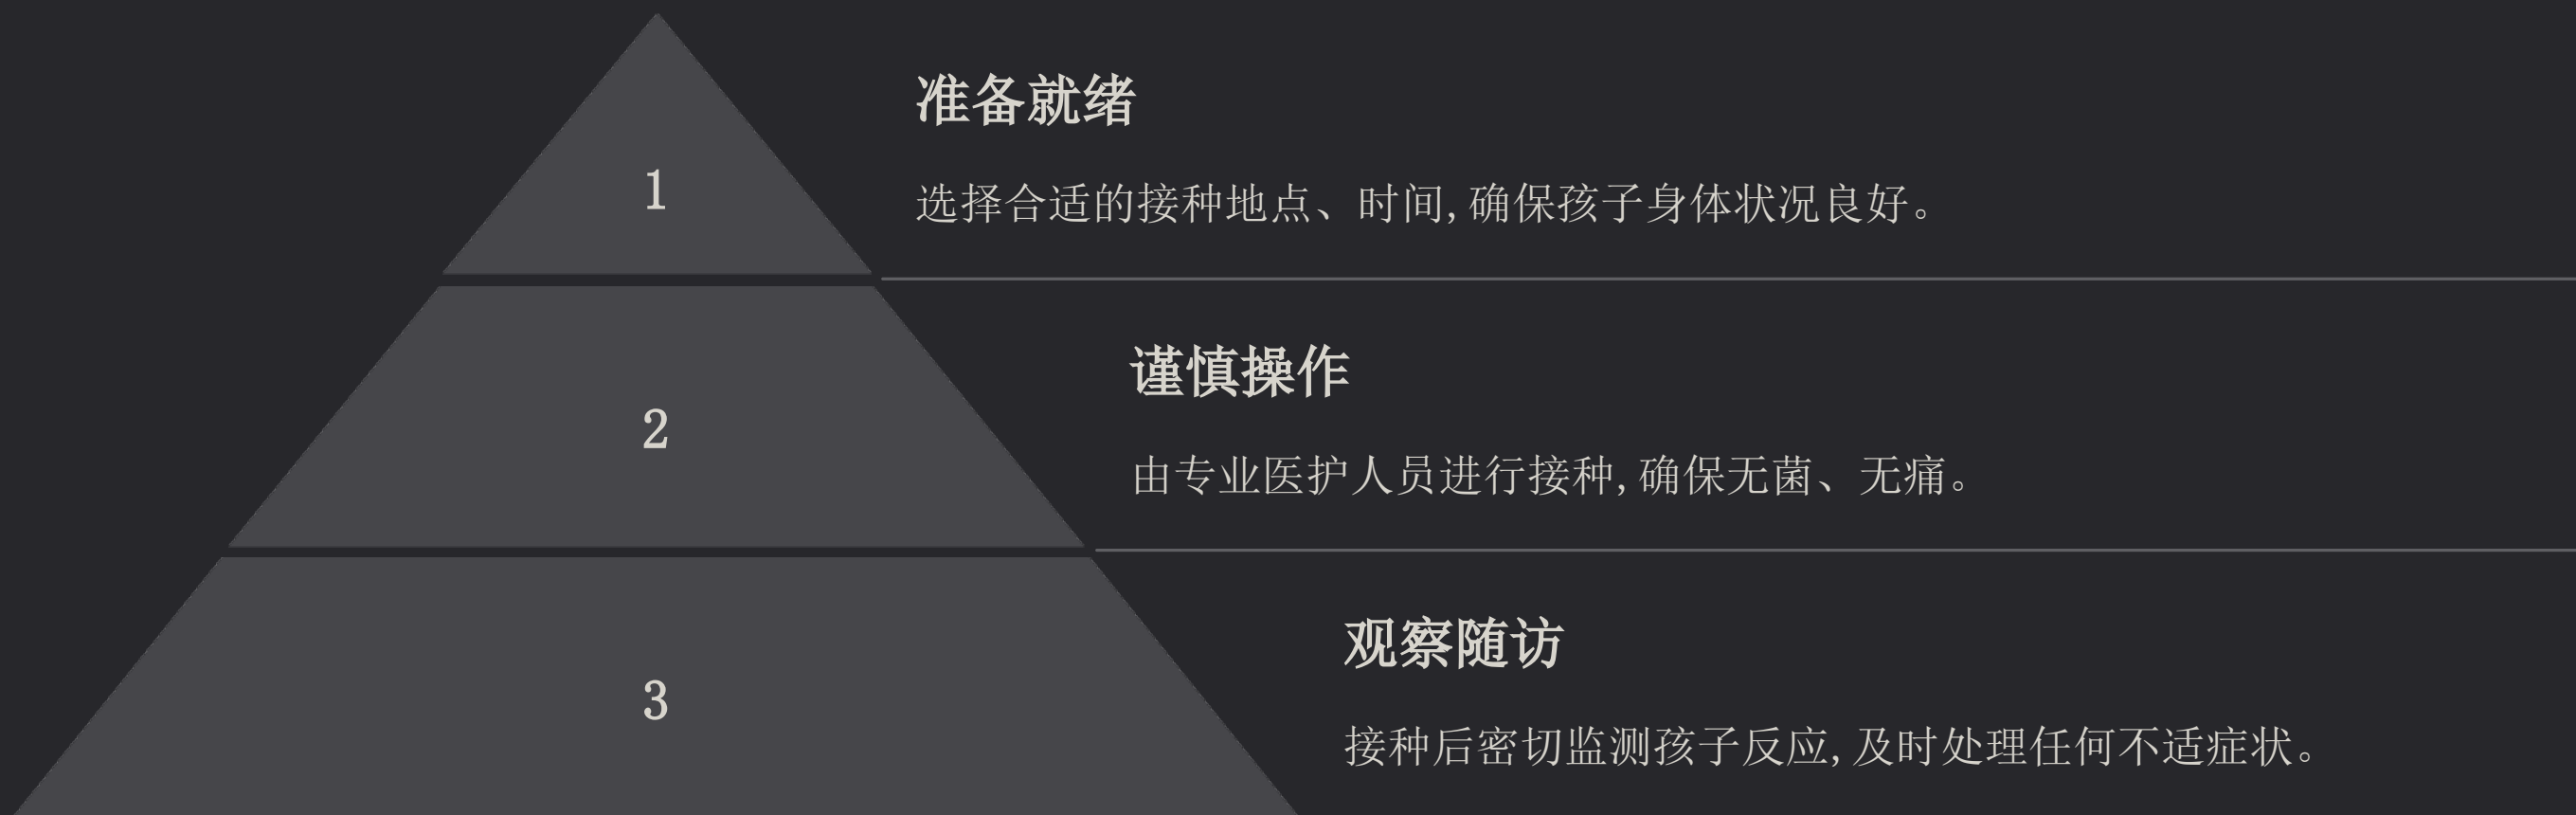 准备就绪
1
选择合适的接种地点、时间,确保孩子身体状况良好。
谨慎操作
2
由专业医护人员进行接种,确保无菌、无痛。
观察随访
3
接种后密切监测孩子反应,及时处理任何不适症状。